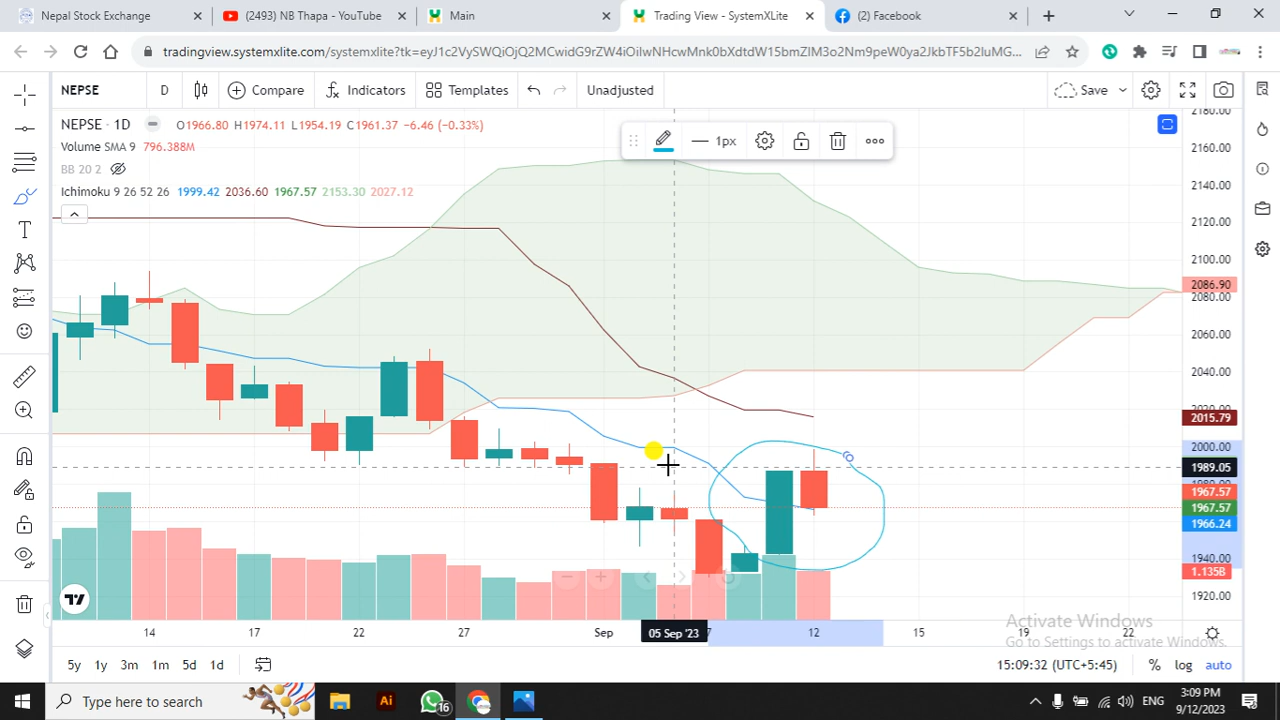 Nepal Stock Exchange
(2493) NB Thapa - YouTube
Main
Trading View - SystemXLite
(2) Facebook
NEPSE
D
Compare
Indicators
Templates
Unadjusted
Save
NEPSE · 1D
O1966.80 H1974.11 L1954.19 C1961.37 -6.46 (-0.33%)
Volume SMA 9 796.388M
BB 20 2
Ichimoku 9 26 52 26 1999.42 2036.60 1967.57 2153.30 2027.12
1px
2180.00
2160.00
2140.00
2120.00
2100.00
2086.90
2080.00
2060.00
2040.00
2015.79
2000.00
1989.05
1967.57
1967.57
1966.24
1940.00
1.135B
1920.00
14
17
22
27
Sep
05 Sep '23
7
12
15
19
22
Activate Windows
Go to Settings to activate Windows.
5y
1y
3m
1m
5d
1d
15:09:32 (UTC+5:45)
%
log
auto
Type here to search
Ai
16
ENG
3:09 PM
9/12/2023